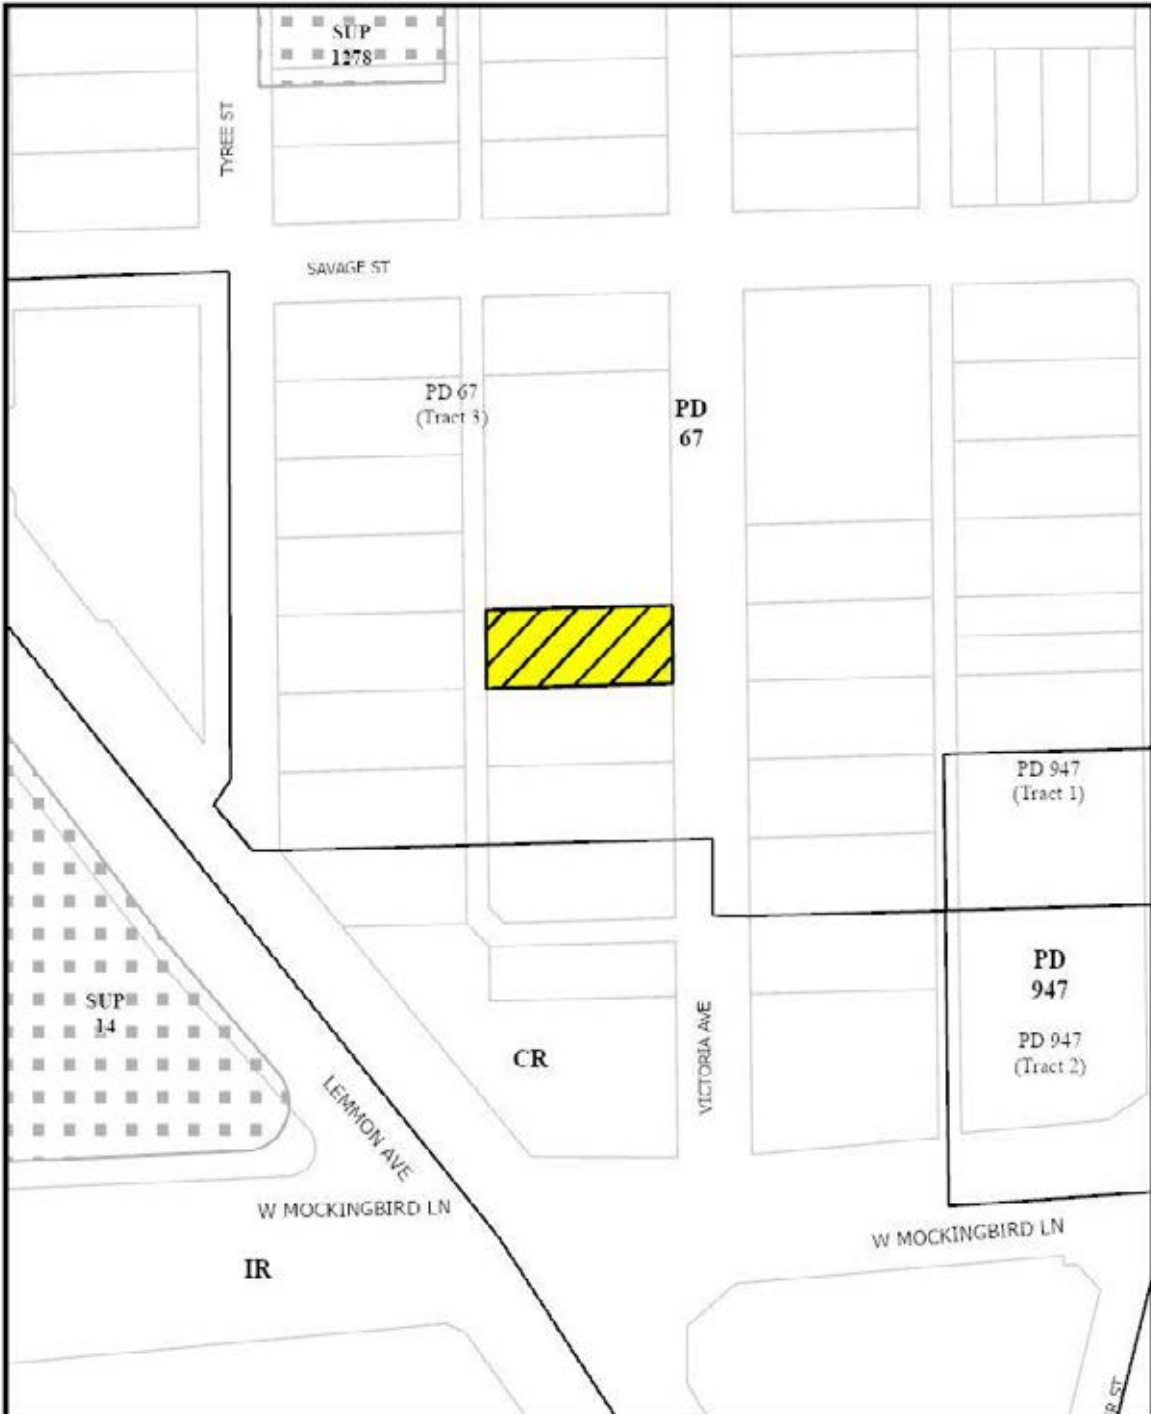 SUP
1278
TYREE ST
SAVAGE ST
PD 67
(Tract 3)
PD
67
PD 947
(Tract 1)
PD
947
PD 947
(Tract 2)
SUP
14
CR
VICTORIA AVE
LEMMON AVE
W MOCKINGBIRD LN
W MOCKINGBIRD LN
IR
ST